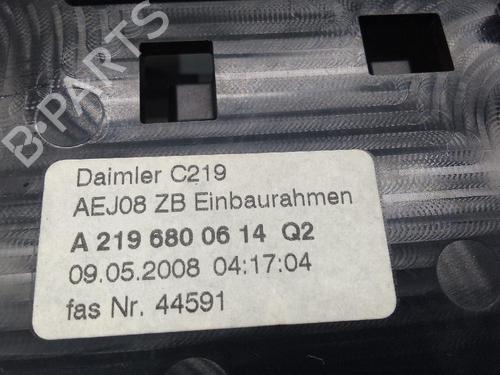 B-PARTS
Daimler C219
AEJ08 ZB Einbaurahmen
A 219 680 06 14 Q2
09.05.2008 04:17:04
fas Nr. 44591